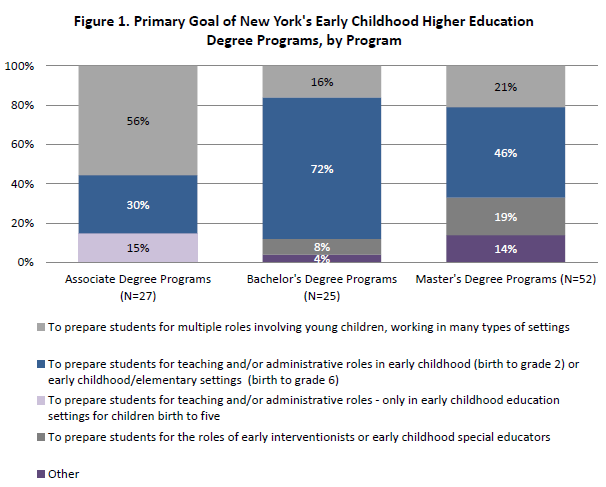 Figure 1. Primary Goal of New York's Early Childhood Higher Education
Degree Programs, by Program
100%
80%
60%
40%
20%
0%
56%
30%
15%
16%
72%
8%
4%
21%
46%
19%
14%
Associate Degree Programs
(N=27)
Bachelor's Degree Programs
(N=25)
Master's Degree Programs (N=52)
To prepare students for multiple roles involving young children, working in many types of settings
To prepare students for teaching and/or administrative roles in early childhood (birth to grade 2) or
early childhood/elementary settings (birth to grade 6)
To prepare students for teaching and/or administrative roles - only in early childhood education
settings for children birth to five
To prepare students for the roles of early interventionists or early childhood special educators
Other